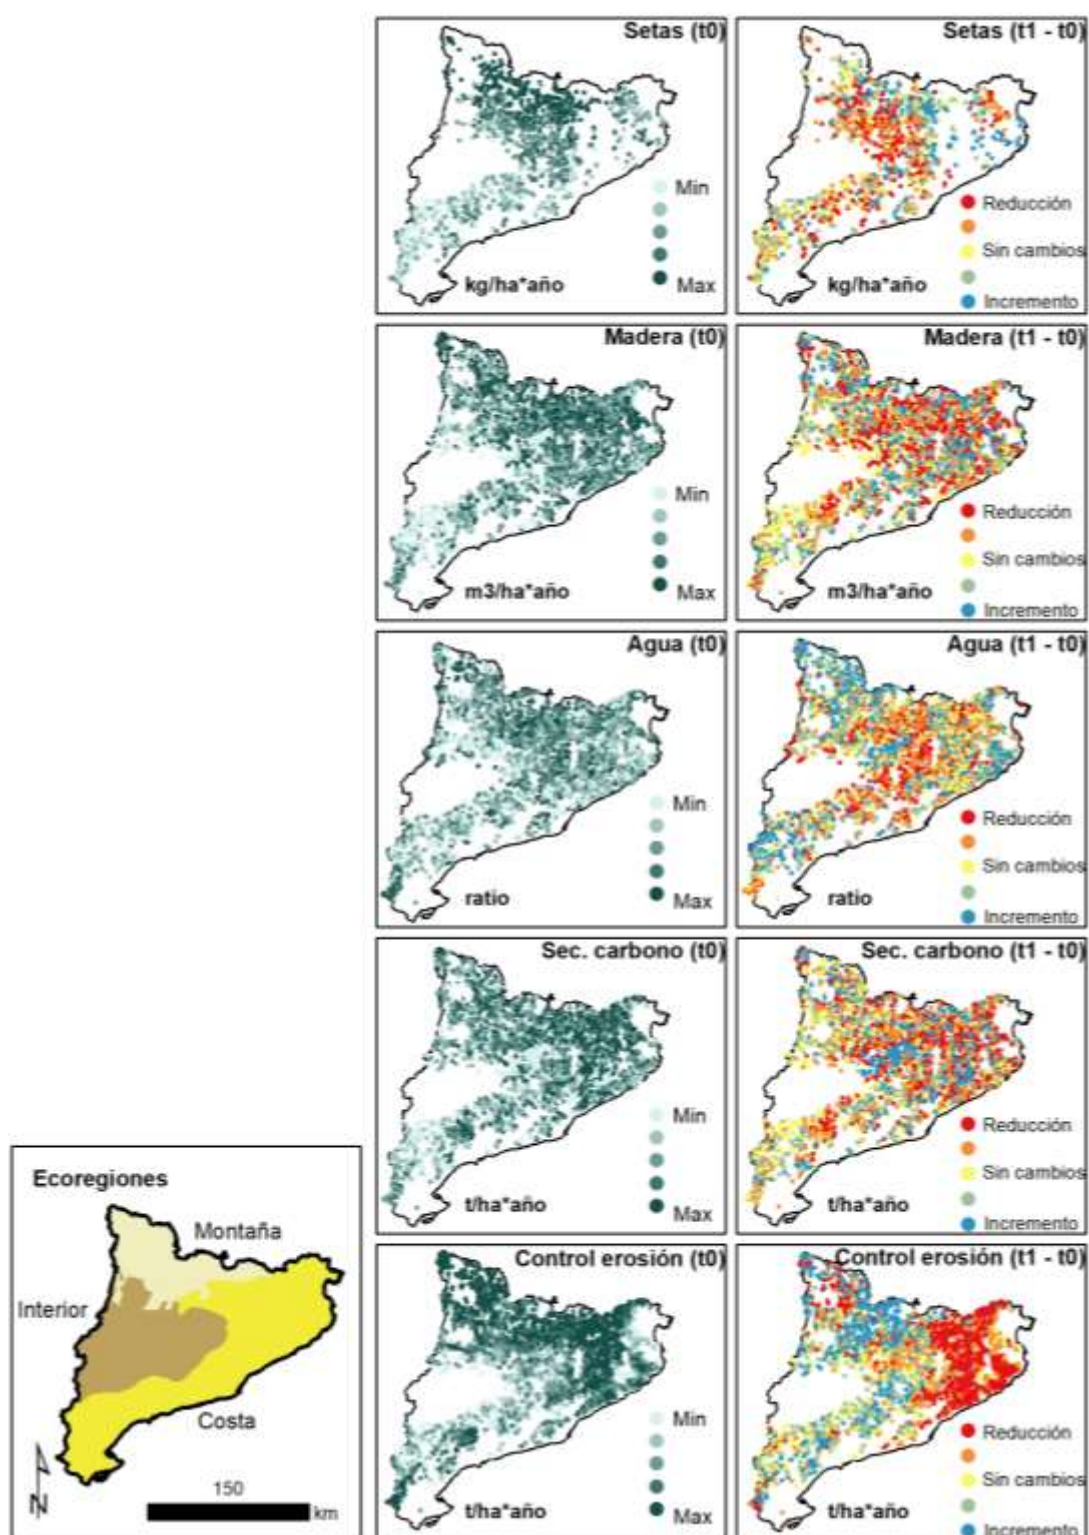 Setas (t0)
Min
Max
kg/ha*año
Setas (t1 - t0)
Reducción
Sin cambios
Incremento
kg/ha*año
Madera (t0)
Min
Max
m3/ha*año
Madera (t1 - t0)
Reducción
Sin cambios
Incremento
m3/ha*año
Agua (t0)
Min
Max
ratio
Agua (t1 - t0)
Reducción
Sin cambios
Incremento
ratio
Sec. carbono (t0)
Min
Max
t/ha*año
Sec. carbono (t1 - t0)
Reducción
Sin cambios
Incremento
t/ha*año
Ecoregiones
Montaña
Interior
Costa
N
150
km
Control erosión (t0)
Min
Max
t/ha*año
Control erosión (t1 - t0)
Reducción
Sin cambios
Incremento
t/ha*año